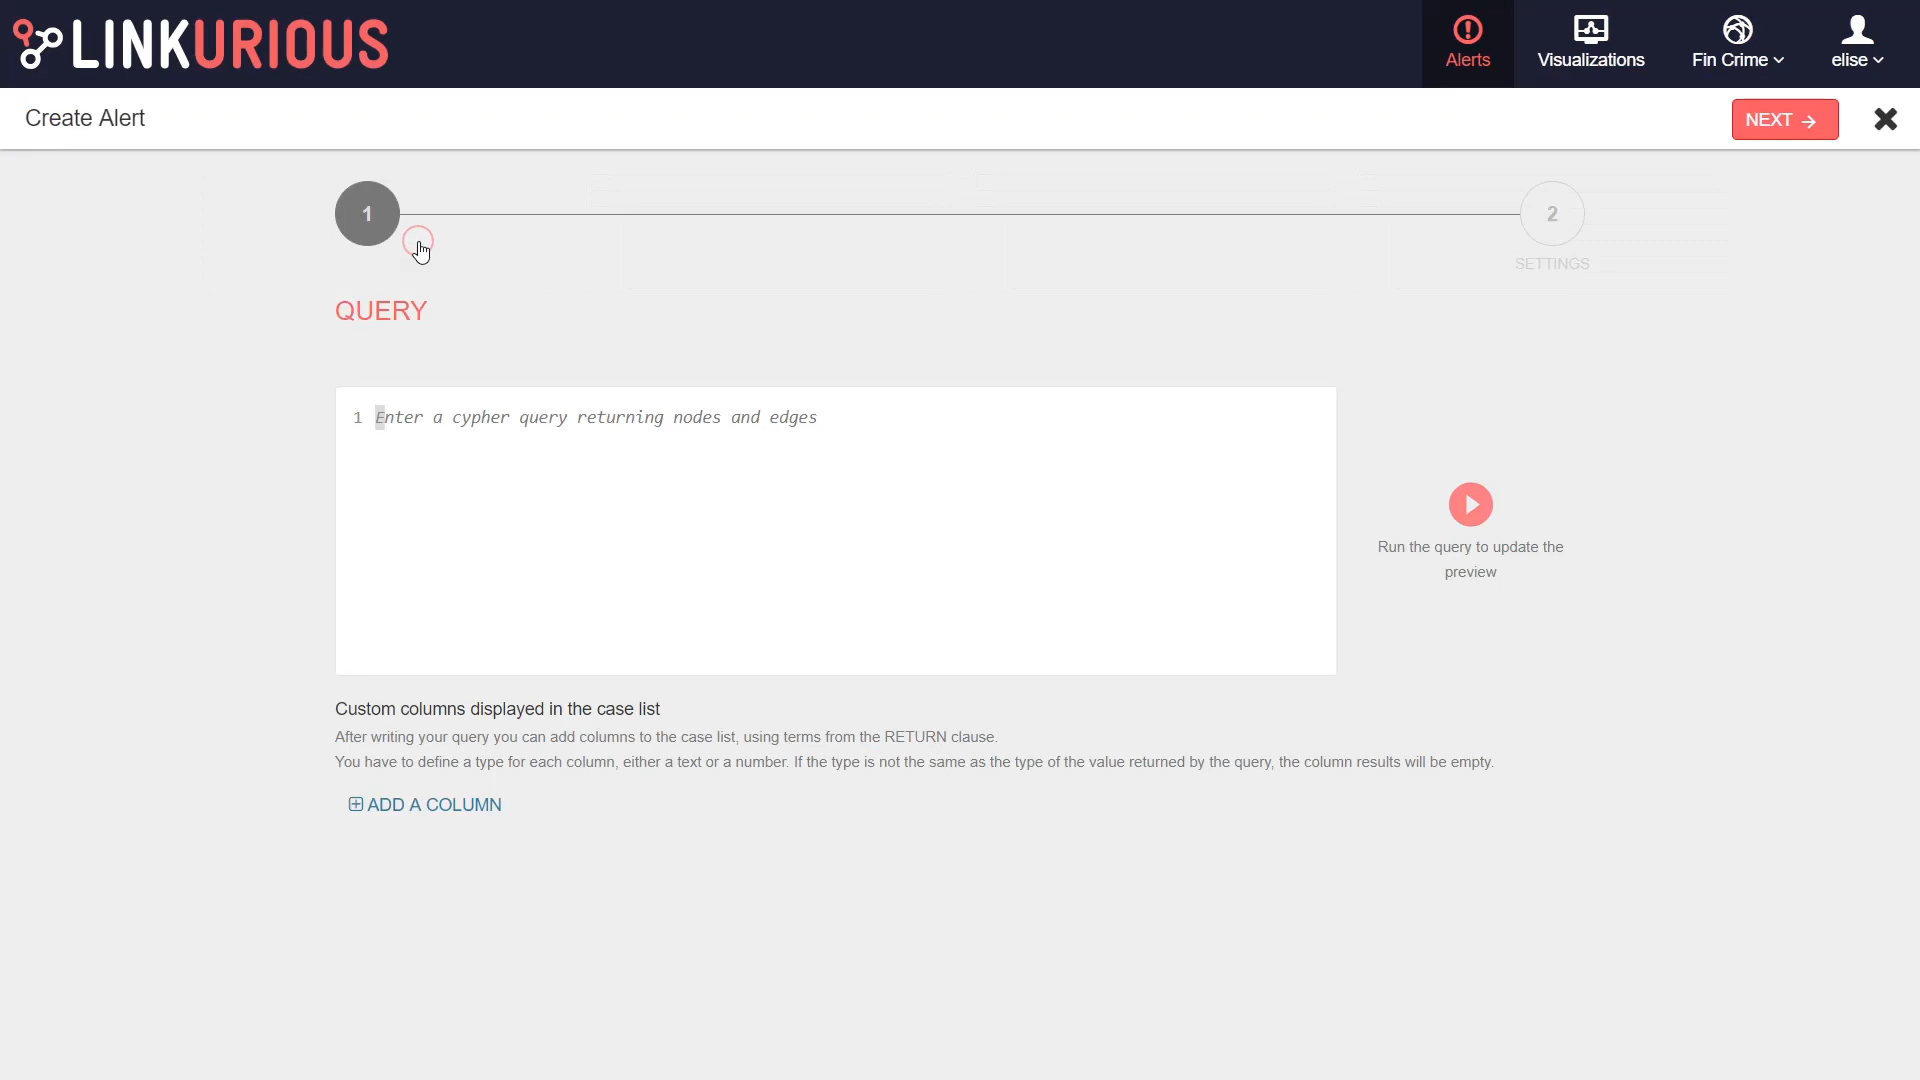 LINKURIOUS
Alerts
Visualizations
Fin Crime
elise
Create Alert
NEXT →
1
2
SETTINGS
QUERY
1 Enter a cypher query returning nodes and edges
Run the query to update the
preview
Custom columns displayed in the case list
After writing your query you can add columns to the case list, using terms from the RETURN clause.
You have to define a type for each column, either a text or a number. If the type is not the same as the type of the value returned by the query, the column results will be empty.
ADD A COLUMN